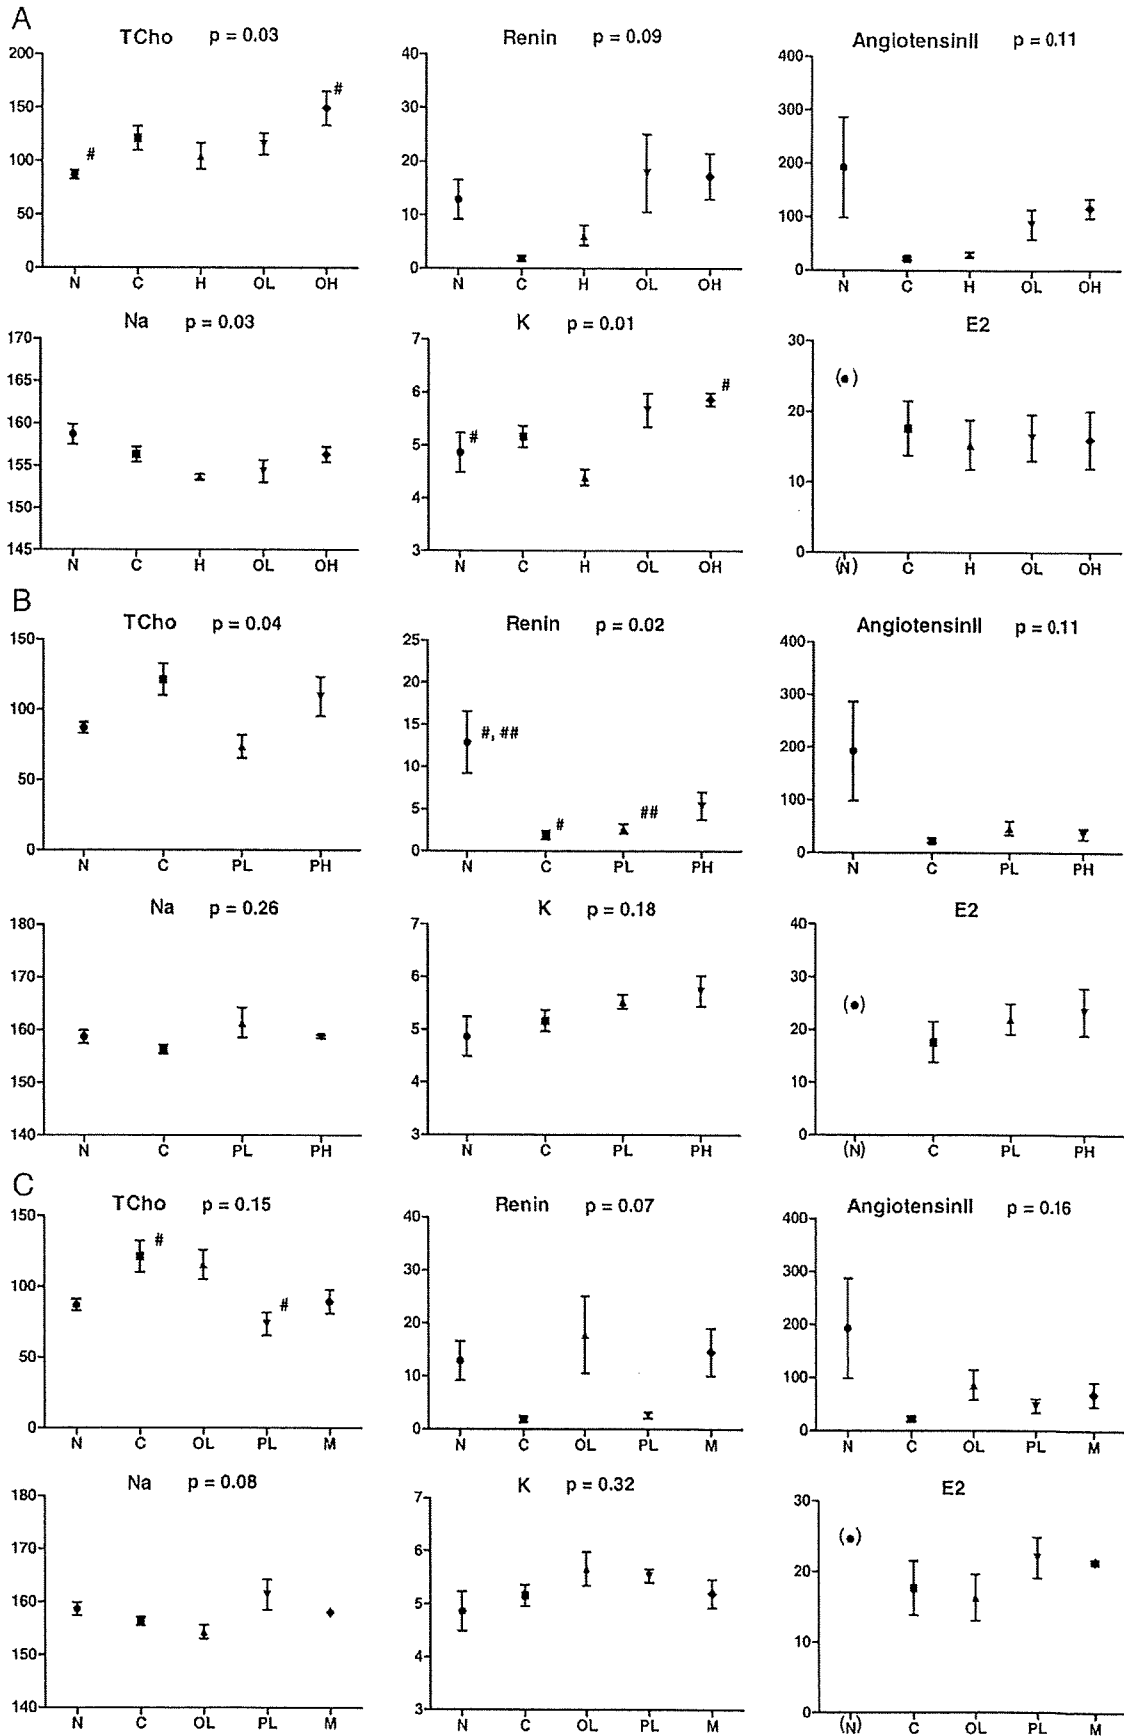 A
TCho p = 0.03
200
150
100
50
0
#
#
N C H OL OH
Renin p = 0.09
40
30
20
10
0
N C H OL OH
AngiotensinII p = 0.11
400
300
200
100
0
N C H OL OH
Na p = 0.03
170
165
160
155
150
145
N C H OL OH
K p = 0.01
7
6
5
4
3
#
#
N C H OL OH
E2
30
20
10
0
( )
(N) C H OL OH
B
TCho p = 0.04
150
100
50
0
N C PL PH
Renin p = 0.02
25
20
15
10
5
0
#, ##
#
##
N C PL PH
AngiotensinII p = 0.11
400
300
200
100
0
N C PL PH
Na p = 0.26
180
170
160
150
140
N C PL PH
K p = 0.18
7
6
5
4
3
N C PL PH
E2
40
30
20
10
0
( )
(N) C PL PH
C
TCho p = 0.15
150
100
50
0
#
#
N C OL PL M
Renin p = 0.07
40
30
20
10
0
N C OL PL M
AngiotensinII p = 0.16
400
300
200
100
0
N C OL PL M
Na p = 0.08
180
170
160
150
140
N C OL PL M
K p = 0.32
7
6
5
4
3
N C OL PL M
E2
30
20
10
0
( )
(N) C OL PL M